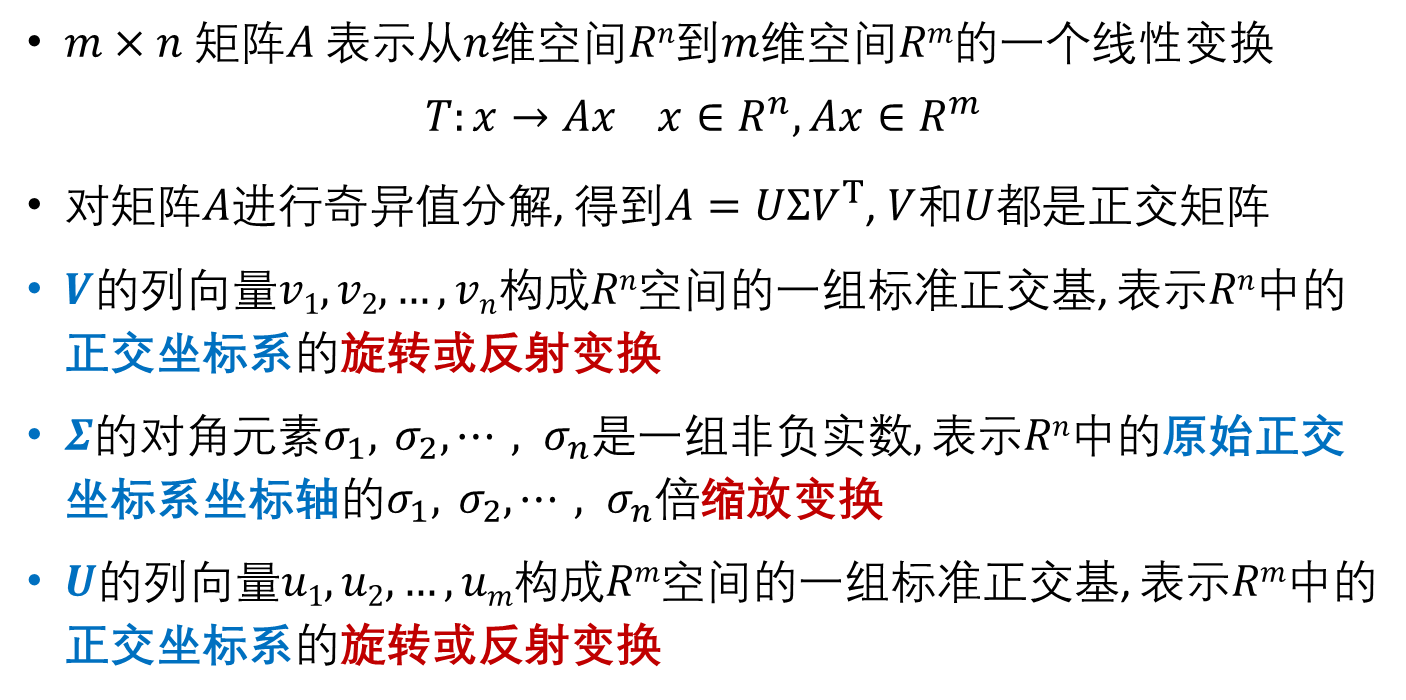 • m × n 矩阵A 表示从n维空间Rⁿ到m维空间Rᵐ的一个线性变换
T: x → Ax x ∈ Rⁿ, Ax ∈ Rᵐ
• 对矩阵A进行奇异值分解, 得到A = UΣVᵀ, V和U都是正交矩阵
• V的列向量v₁, v₂, …, vₙ构成Rⁿ空间的一组标准正交基, 表示Rⁿ中的
正交坐标系的旋转或反射变换
• Σ的对角元素σ₁, σ₂, ⋯ , σₙ是一组非负实数, 表示Rⁿ中的原始正交
坐标系坐标轴的σ₁, σ₂, ⋯ , σₙ倍缩放变换
• U的列向量u₁, u₂, …, uₘ构成Rᵐ空间的一组标准正交基, 表示Rᵐ中的
正交坐标系的旋转或反射变换